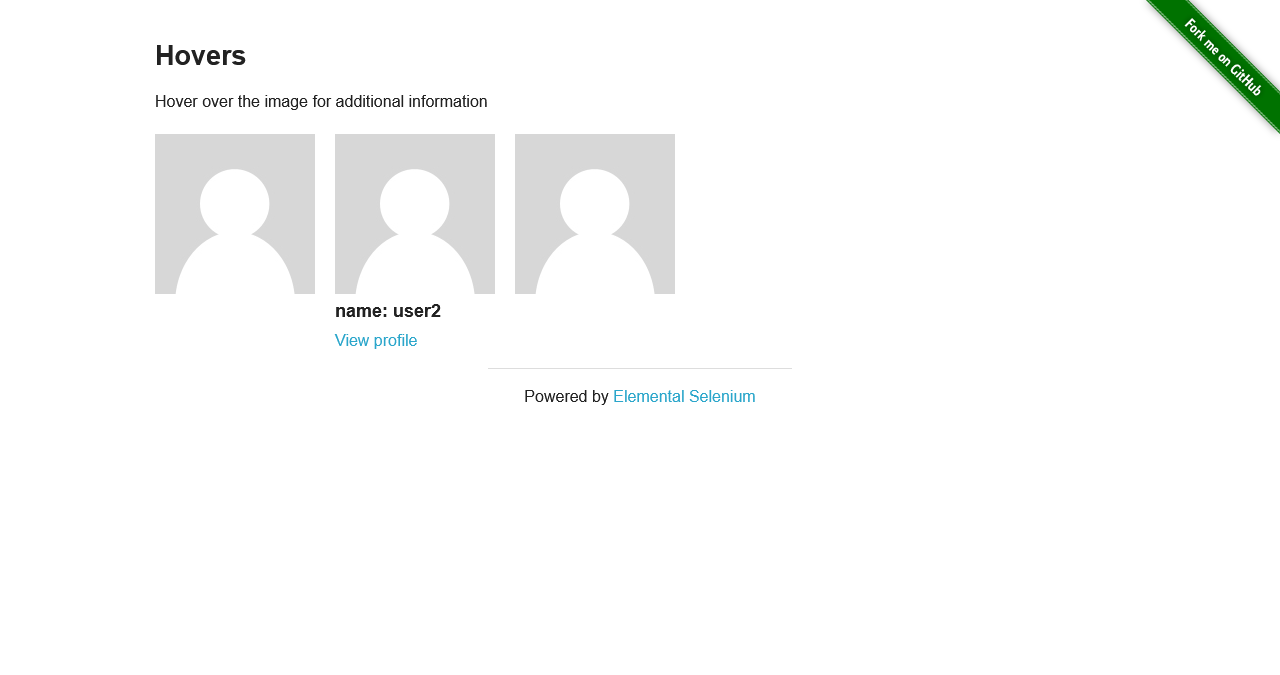 Fork me on GitHub
Hovers
Hover over the image for additional information
name: user2
View profile
Powered by Elemental Selenium